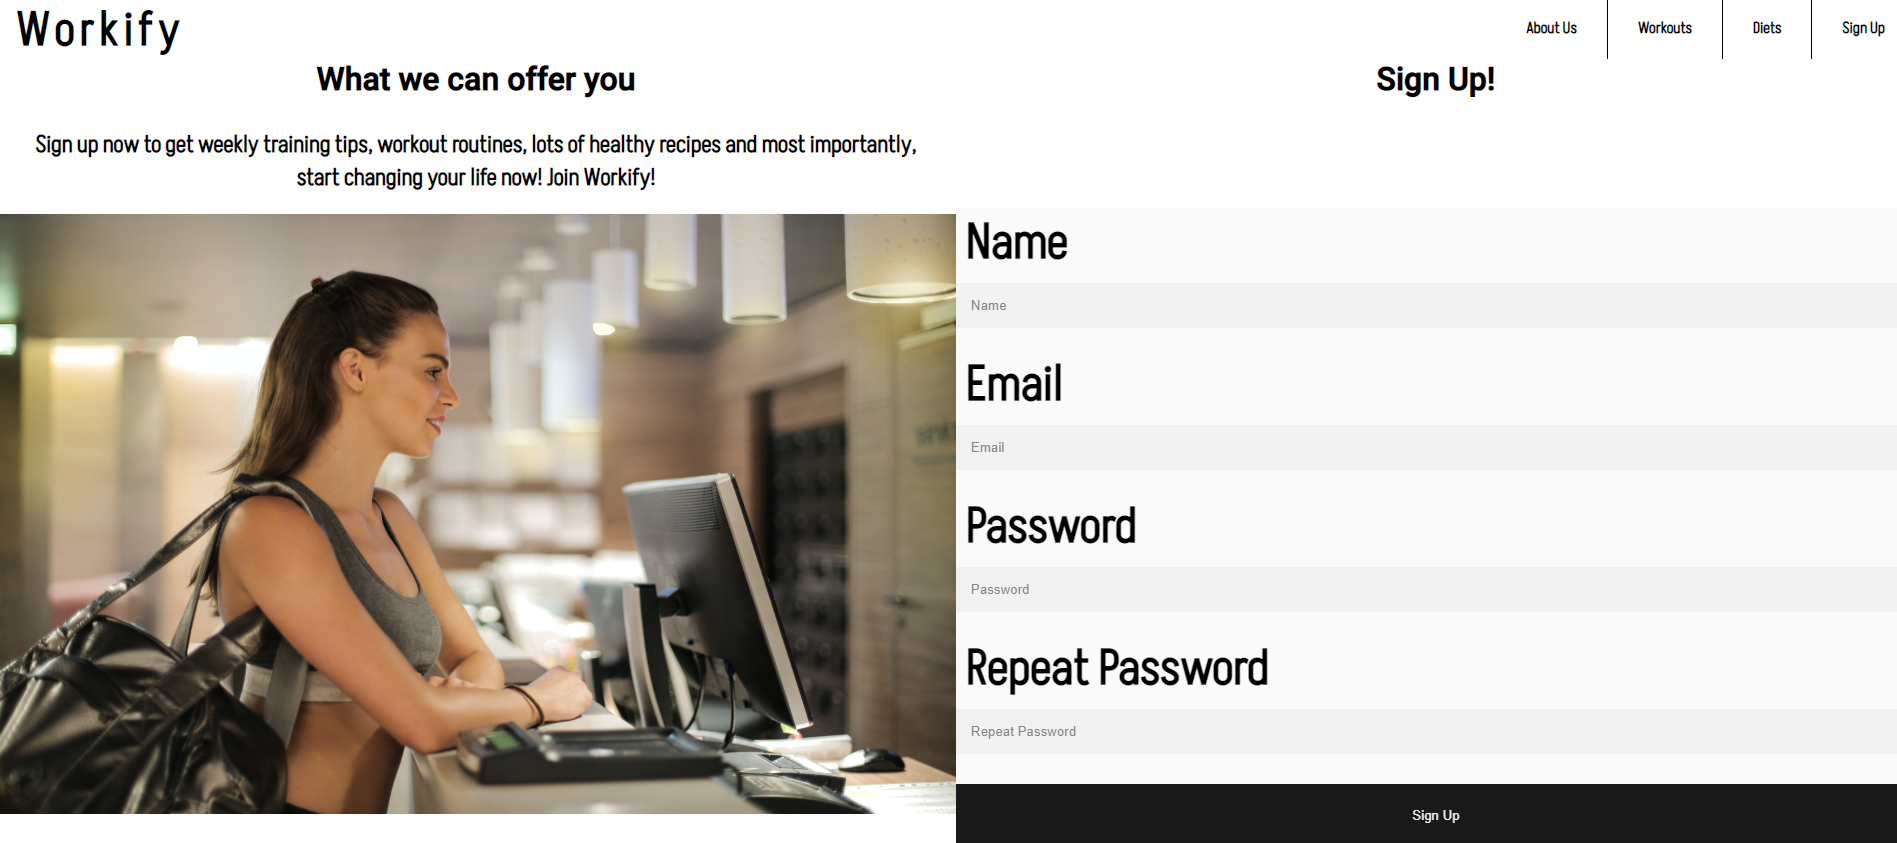 Workify
About Us
Workouts
Diets
Sign Up
What we can offer you
Sign up now to get weekly training tips, workout routines, lots of healthy recipes and most importantly,
start changing your life now! Join Workify!
Sign Up!
Name
Name
Email
Email
Password
Password
Repeat Password
Repeat Password
Sign Up